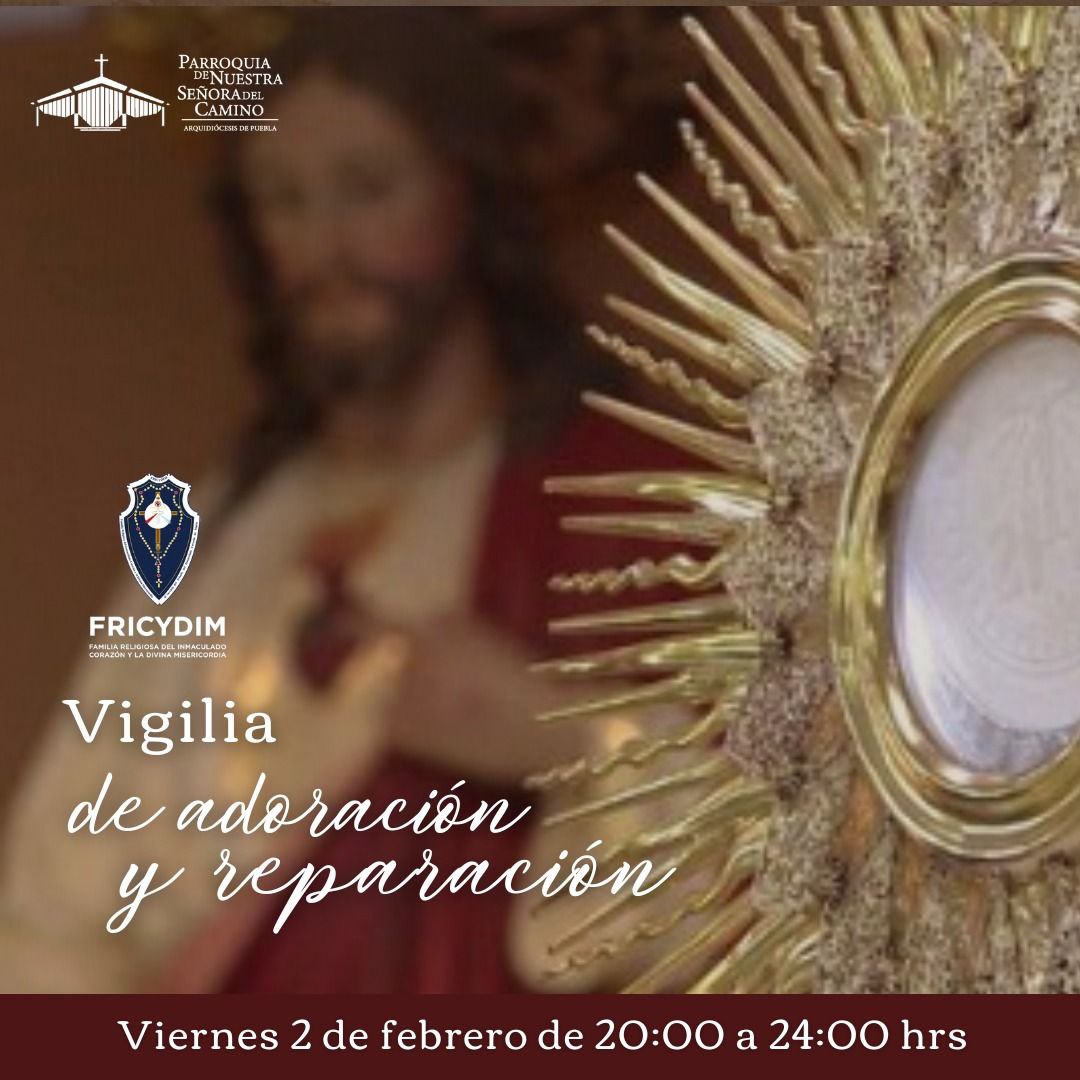 PARROQUIA
DE NUESTRA
SEÑORA DEL
CAMINO
ARQUIDIÓCESIS DE PUEBLA
FRICYDIM
FAMILIA RELIGIOSA DEL INMACULADO
CORAZÓN Y LA DIVINA MISERICORDIA
Vigilia
de adoración
y reparación
Viernes 2 de febrero de 20:00 a 24:00 hrs